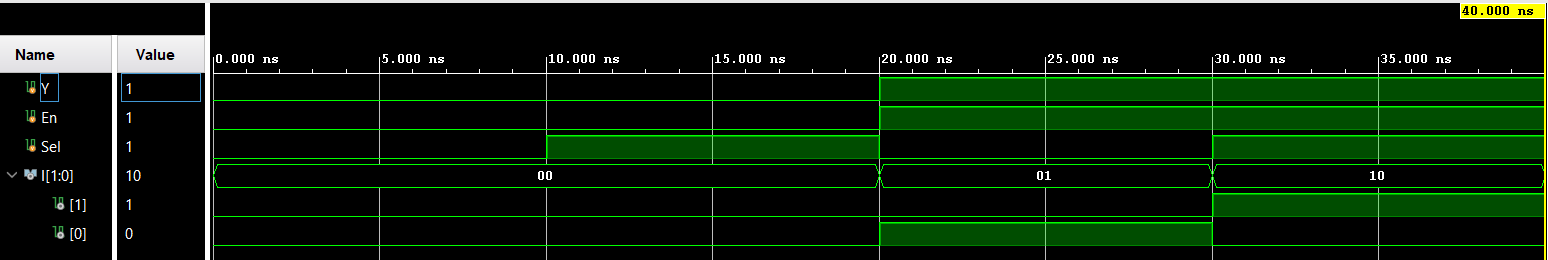 40.000 ns
Name Value
0.000 ns 5.000 ns 10.000 ns 15.000 ns 20.000 ns 25.000 ns 30.000 ns 35.000 ns
Y 1
En 1
Sel 1
I[1:0] 10 00 01 10
[1] 1
[0] 0